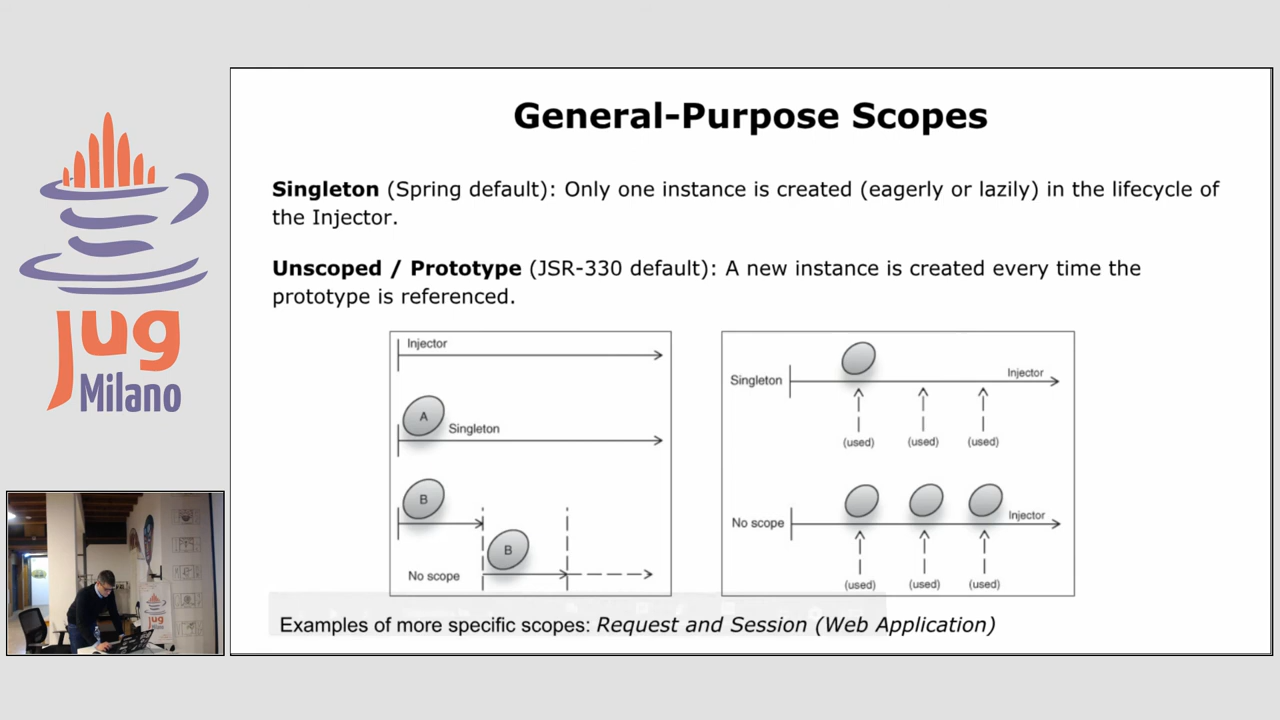 General-Purpose Scopes
Singleton (Spring default): Only one instance is created (eagerly or lazily) in the lifecycle of
the Injector.
Unscoped / Prototype (JSR-330 default): A new instance is created every time the
prototype is referenced.
Injector
A
Singleton
B
B
No scope
Singleton
Injector
(used) (used) (used)
No scope
Injector
(used) (used) (used)
Examples of more specific scopes: Request and Session (Web Application)
jug
Milano
jug